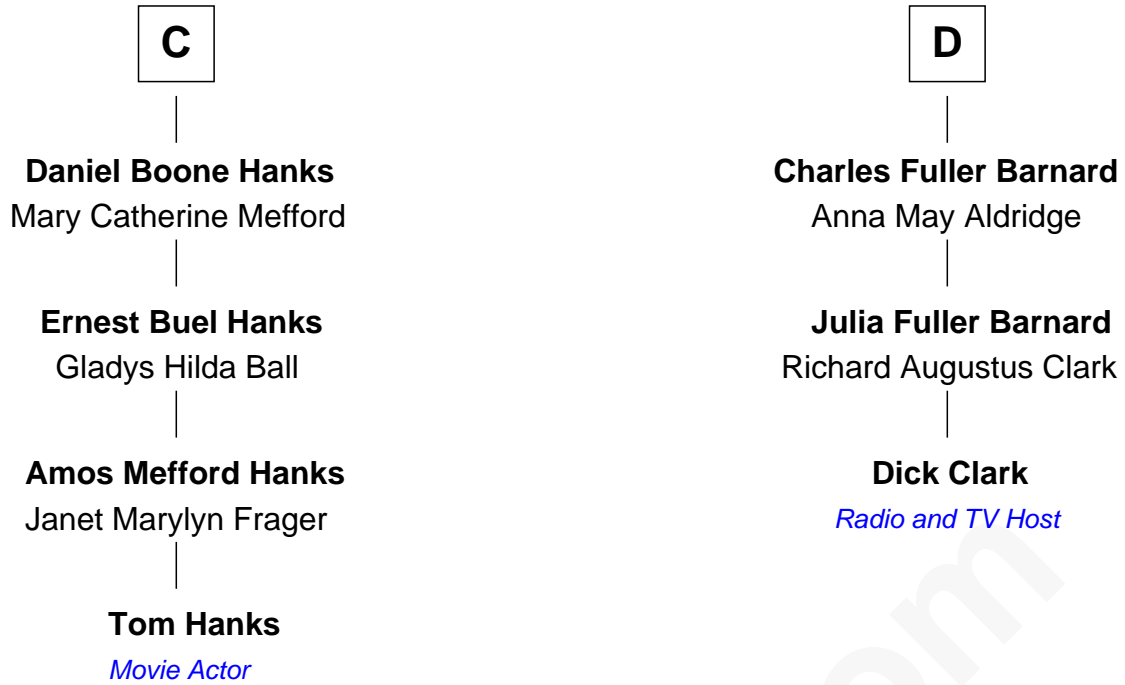 C
Daniel Boone Hanks
Mary Catherine Mefford
Ernest Buel Hanks
Gladys Hilda Ball
Amos Mefford Hanks
Janet Marylyn Frager
Tom Hanks
Movie Actor
D
Charles Fuller Barnard
Anna May Aldridge
Julia Fuller Barnard
Richard Augustus Clark
Dick Clark
Radio and TV Host
om